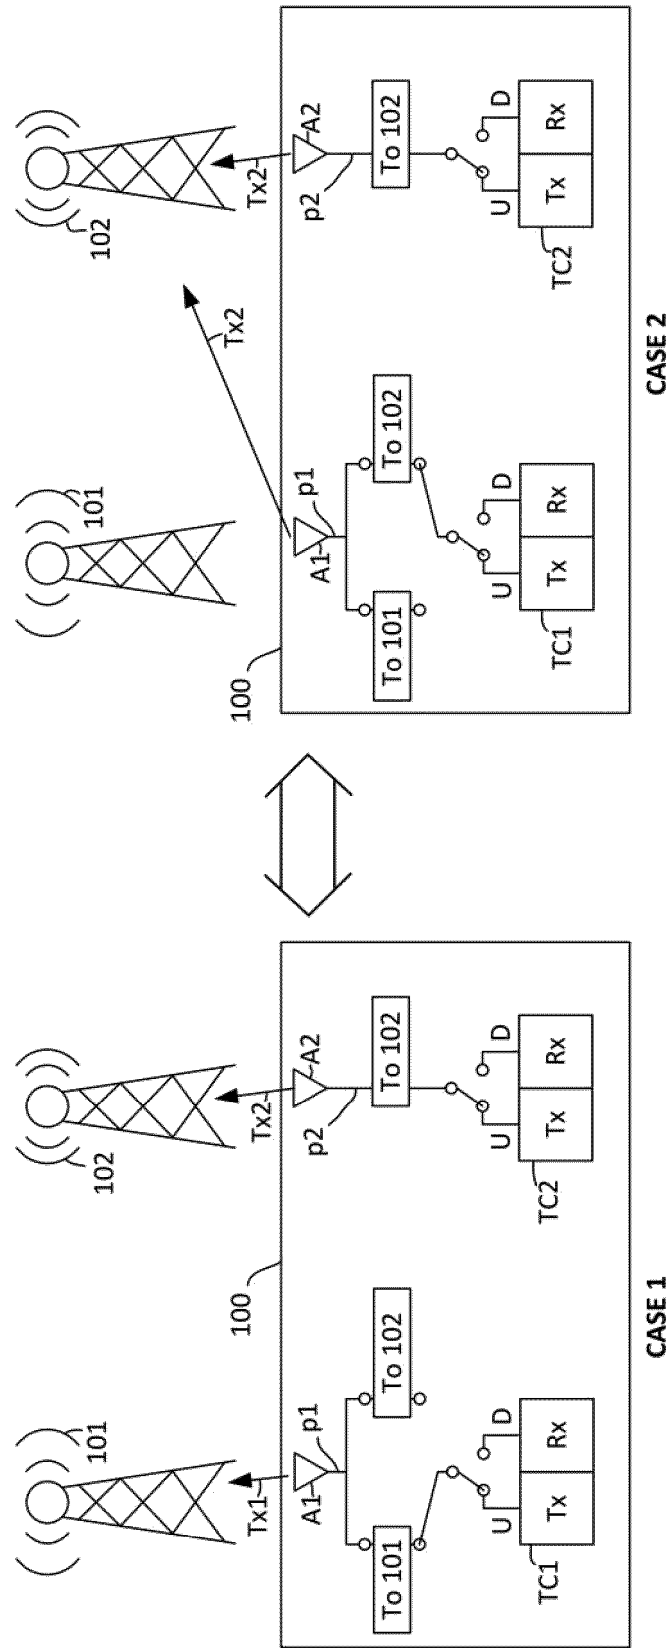 101
102
Tx1
Tx2
100
A1
p1
p2
A2
To 101
To 102
To 102
U
D
U
D
Tx
Rx
Tx
Rx
TC1
TC2
CASE 1
101
102
Tx2
Tx2
100
A1
p1
p2
A2
To 101
To 102
To 102
U
D
U
D
Tx
Rx
Tx
Rx
TC1
TC2
CASE 2